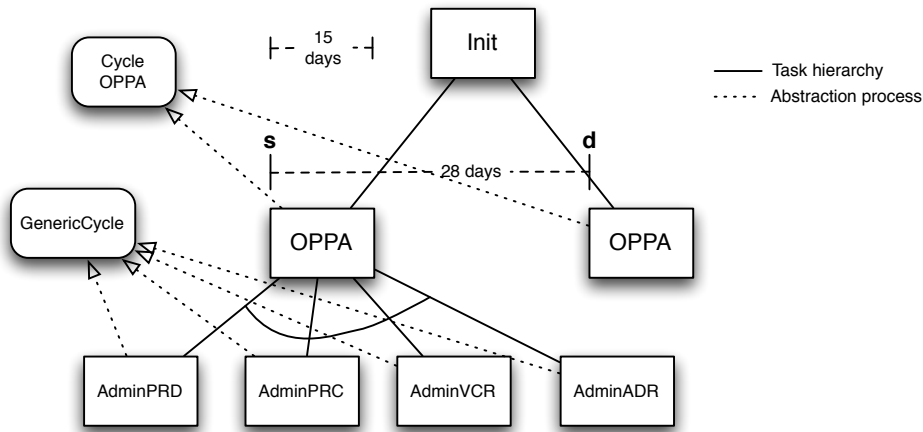 Cycle
OPPA
15
days
Init
Task hierarchy
Abstraction process
s
d
28 days
GenericCycle
OPPA
OPPA
AdminPRD
AdminPRC
AdminVCR
AdminADR